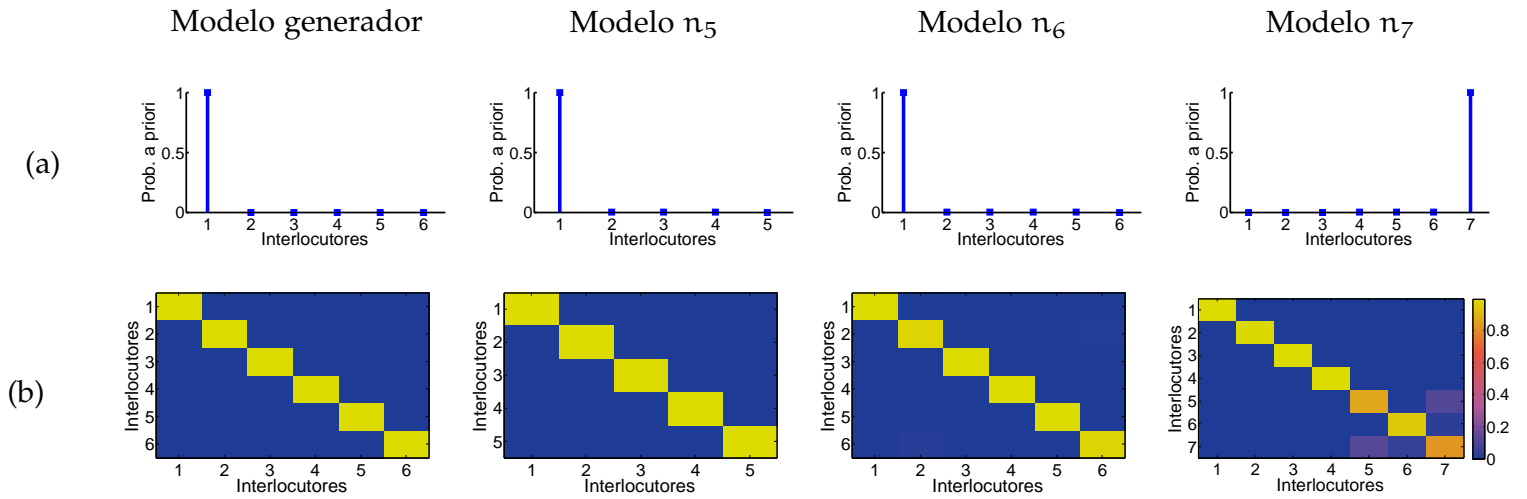 Modelo generador
Modelo n5
Modelo n6
Modelo n7
(a)
Prob. a priori
1
0.5
0
1 2 3 4 5 6
Interlocutores
Prob. a priori
1
0.5
0
1 2 3 4 5
Interlocutores
Prob. a priori
1
0.5
0
1 2 3 4 5 6
Interlocutores
Prob. a priori
1
0.5
0
1 2 3 4 5 6 7
Interlocutores
(b)
Interlocutores
1
2
3
4
5
6
1 2 3 4 5 6
Interlocutores
Interlocutores
1
2
3
4
5
1 2 3 4 5
Interlocutores
Interlocutores
1
2
3
4
5
6
1 2 3 4 5 6
Interlocutores
Interlocutores
1
2
3
4
5
6
7
1 2 3 4 5 6 7
Interlocutores
0.8
0.6
0.4
0.2
0